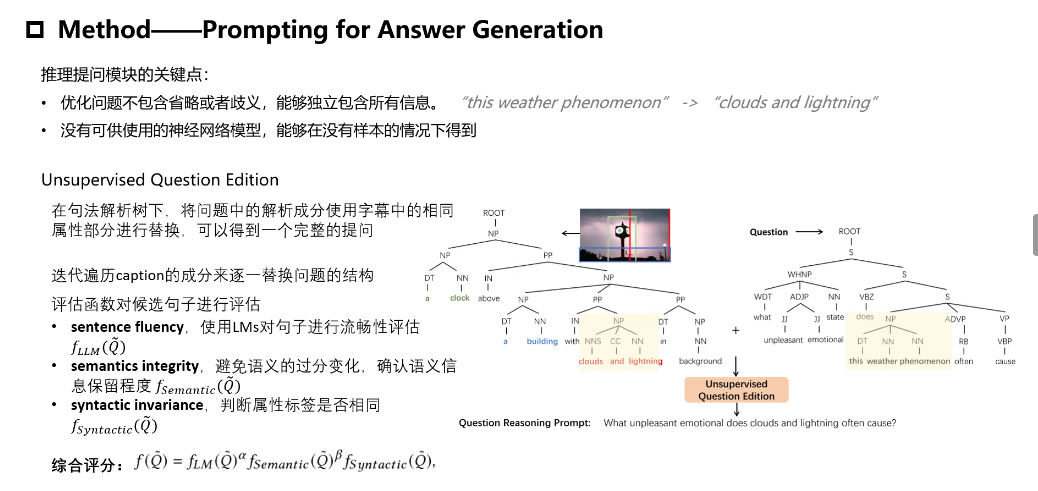 Method——Prompting for Answer Generation
推理提问模块的关键点：
• 优化问题不包含省略或者歧义，能够独立包含所有信息。 “this weather phenomenon” -> “clouds and lightning”
• 没有可供使用的神经网络模型，能够在没有样本的情况下得到
Unsupervised Question Edition
在句法解析树下，将问题中的解析成分使用字幕中的相同
属性部分进行替换，可以得到一个完整的提问
迭代遍历caption的成分来逐一替换问题的结构
评估函数对候选句子进行评估
• sentence fluency，使用LMs对句子进行流畅性评估
f_{LLM}(Q̃)
• semantics integrity，避免语义的过分变化，确认语义信
息保留程度 f_{Semantic}(Q̃)
• syntactic invariance，判断属性标签是否相同
f_{Syntactic}(Q̃)
综合评分： f(Q̃) = f_{LM}(Q̃)^α f_{Semantic}(Q̃)^β f_{Syntactic}(Q̃),
ROOT
NP
NP PP
DT NN IN NP
a clock above
NP PP PP
DT NN IN NP DT NP
a building with NNS CC NN in NN
clouds and lightning background
+
Question
ROOT
S
WHNP S
WDT ADJP NN VBZ S
what JJ JJ state does NP ADVP VP
unpleasant emotional DT NN NN RB VBP
this weather phenomenon often cause
Unsupervised
Question Edition
Question Reasoning Prompt: What unpleasant emotional does clouds and lightning often cause?